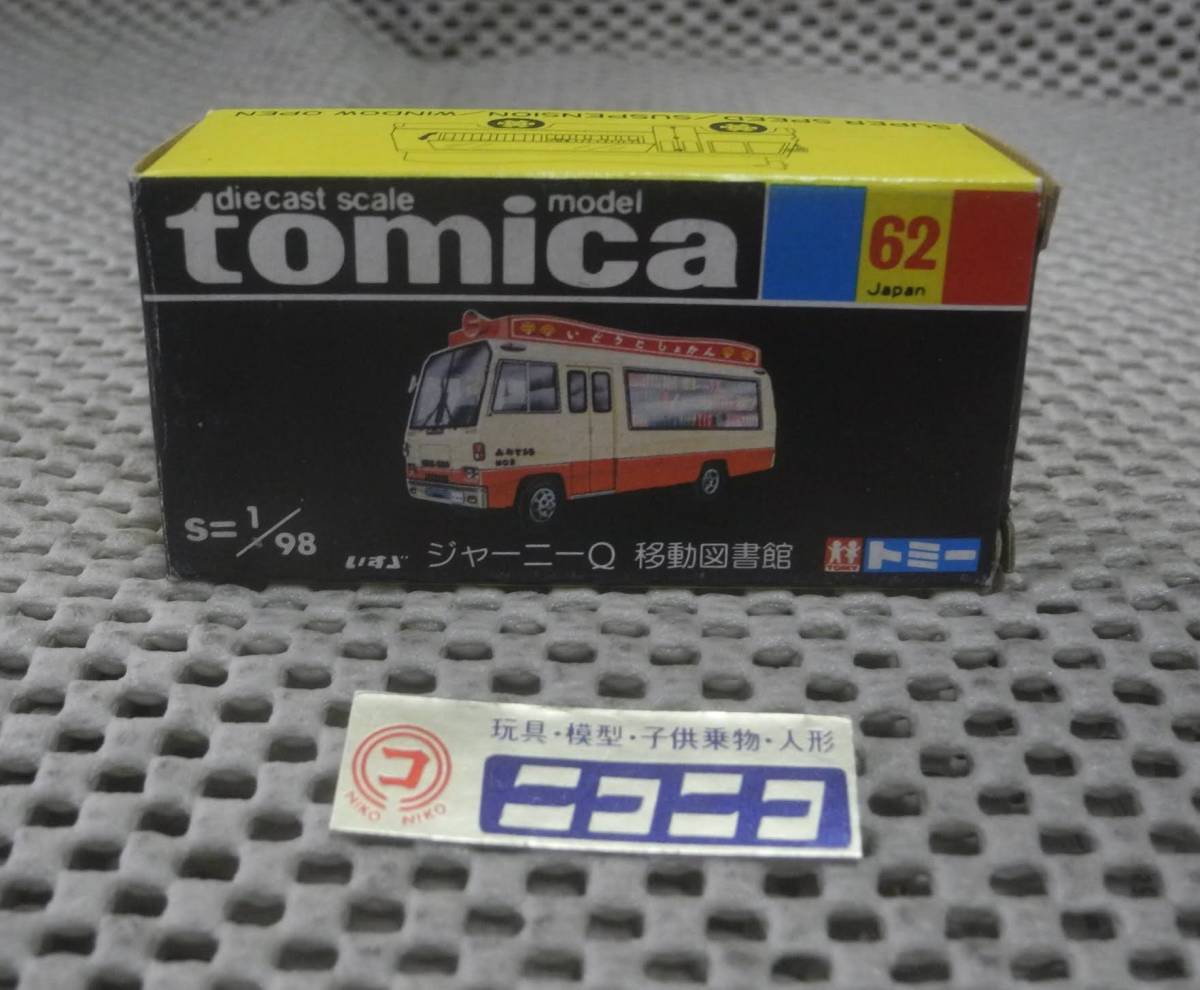 SUPER SPEED/SUSPENSION/WINDOW OPEN
diecast scale model
tomica
62
Japan
いどうとしょかん
S=1/98
いすゞ ジャーニーQ 移動図書館
TOMY
トミー
玩具・模型・子供乗物・人形
コ
NIKO NIKO
ニコニコ